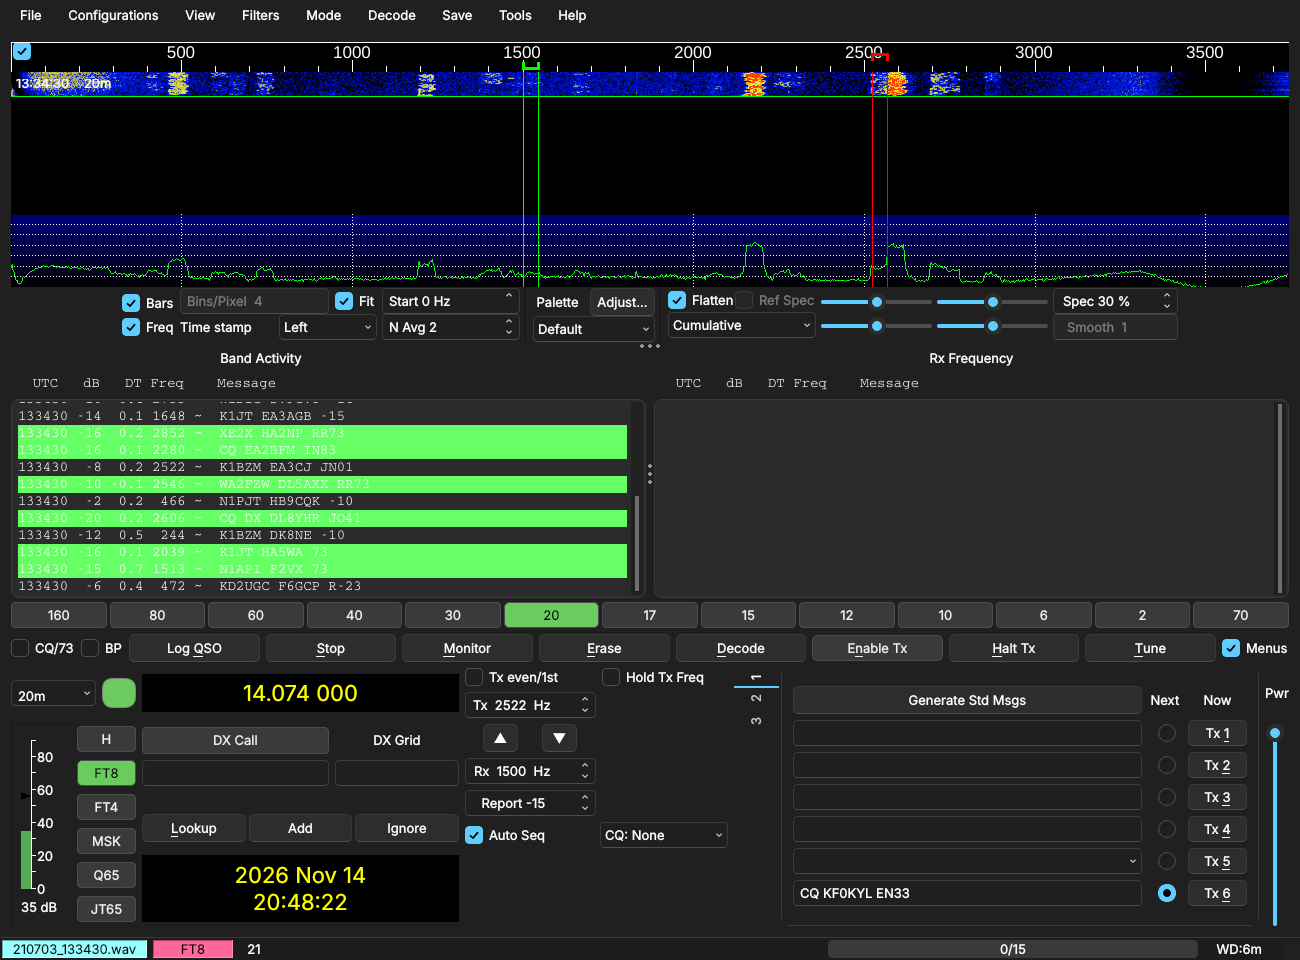 File Configurations View Filters Mode Decode Save Tools Help
500 1000 1500 2000 2500 3000 3500
13:34:30 20m
Bars Bins/Pixel 4 Fit Start 0 Hz Palette Adjust... Flatten Ref Spec Spec 30 %
Freq Time stamp Left N Avg 2 Default Cumulative Smooth 1
Band Activity Rx Frequency
UTC dB DT Freq Message UTC dB DT Freq Message
133430 -14 0.1 1648 ~ K1JT EA3AGB -15
133430 -16 0.2 2852 ~ XE2X HA2NP RR73
133430 -16 0.1 2280 ~ CQ EA2BFM IN83
133430 -8 0.2 2522 ~ K1BZM EA3CJ JN01
133430 -10 -0.1 2546 ~ WA2FZW DL5AXX RR73
133430 -2 0.2 466 ~ N1PJT HB9CQK -10
133430 -20 0.2 2606 ~ CQ DX DL8YHR JO41
133430 -12 0.5 244 ~ K1BZM DK8NE -10
133430 -16 0.1 2039 ~ K1JT HA5WA 73
133430 -15 0.7 1513 ~ N1API F2VX 73
133430 -6 0.4 472 ~ KD2UGC F6GCP R-23
160 80 60 40 30 20 17 15 12 10 6 2 70
CQ/73 BP Log QSO Stop Monitor Erase Decode Enable Tx Halt Tx Tune Menus
20m 14.074 000 Tx even/1st Hold Tx Freq
Tx 2522 Hz
1
2
3
Generate Std Msgs Next Now Pwr
H DX Call DX Grid Tx 1
FT8 Rx 1500 Hz Tx 2
FT4 Report -15 Tx 3
MSK Lookup Add Ignore Auto Seq CQ: None Tx 4
Q65 2026 Nov 14 Tx 5
JT65 20:48:22 CQ KF0KYL EN33 Tx 6
80
60
40
20
0
35 dB
210703_133430.wav FT8 21 0/15 WD:6m